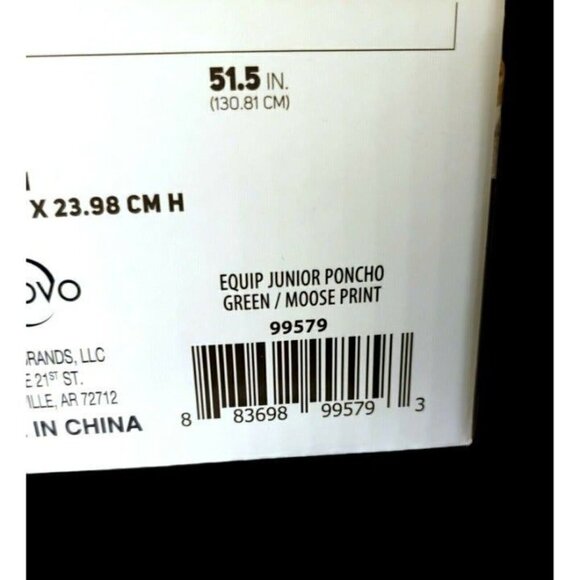 51.5 IN.
(130.81 CM)
X 23.98 CM H
EQUIP JUNIOR PONCHO
GREEN / MOOSE PRINT
99579
RANDS, LLC
E 21ST ST.
VILLE, AR 72712
IN CHINA
8 83698 99579 3